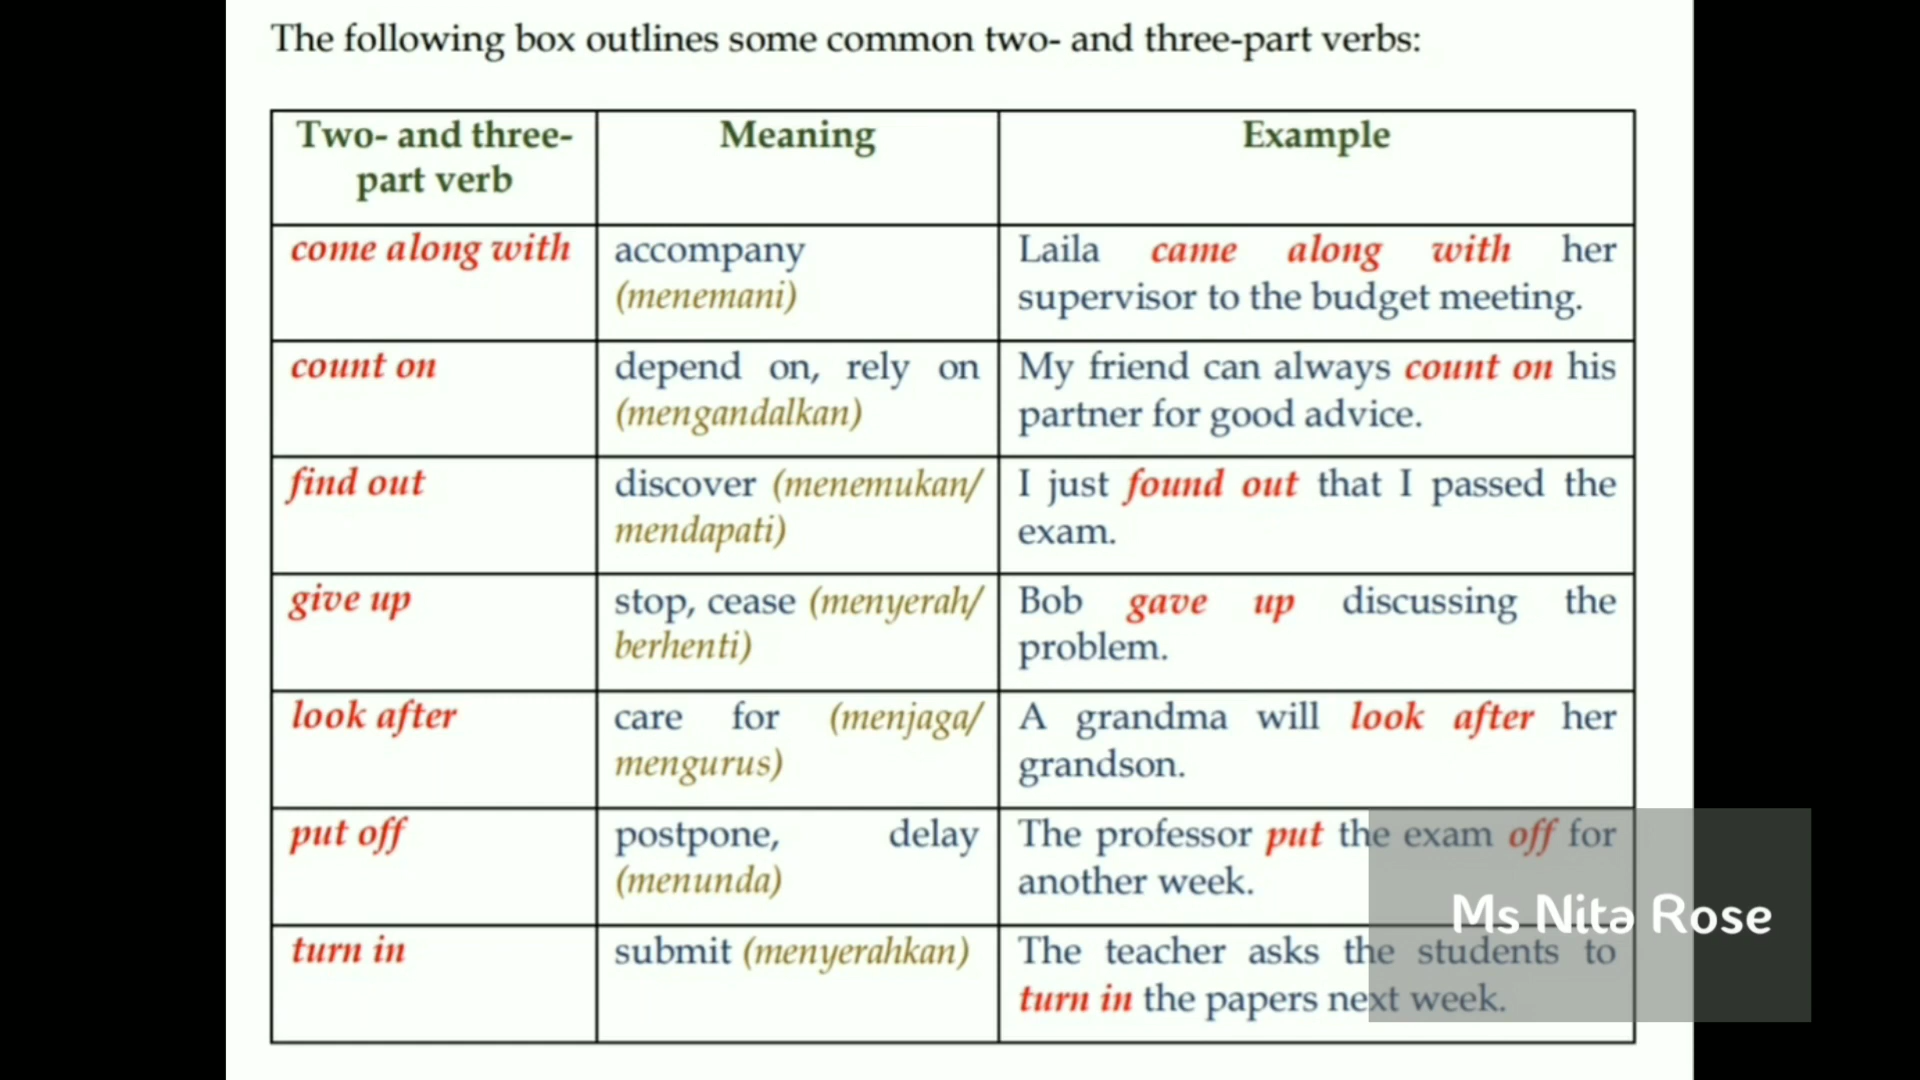 The following box outlines some common two- and three-part verbs:
Two- and three-
part verb
Meaning
Example
come along with
accompany
(menemani)
Laila came along with her
supervisor to the budget meeting.
count on
depend on, rely on
(mengandalkan)
My friend can always count on his
partner for good advice.
find out
discover (menemukan/
mendapati)
I just found out that I passed the
exam.
give up
stop, cease (menyerah/
berhenti)
Bob gave up discussing the
problem.
look after
care for (menjaga/
mengurus)
A grandma will look after her
grandson.
put off
postpone, delay
(menunda)
The professor put the exam off for
another week.
turn in
submit (menyerahkan)
The teacher asks the students to
turn in the papers next week.
Ms Nita Rose